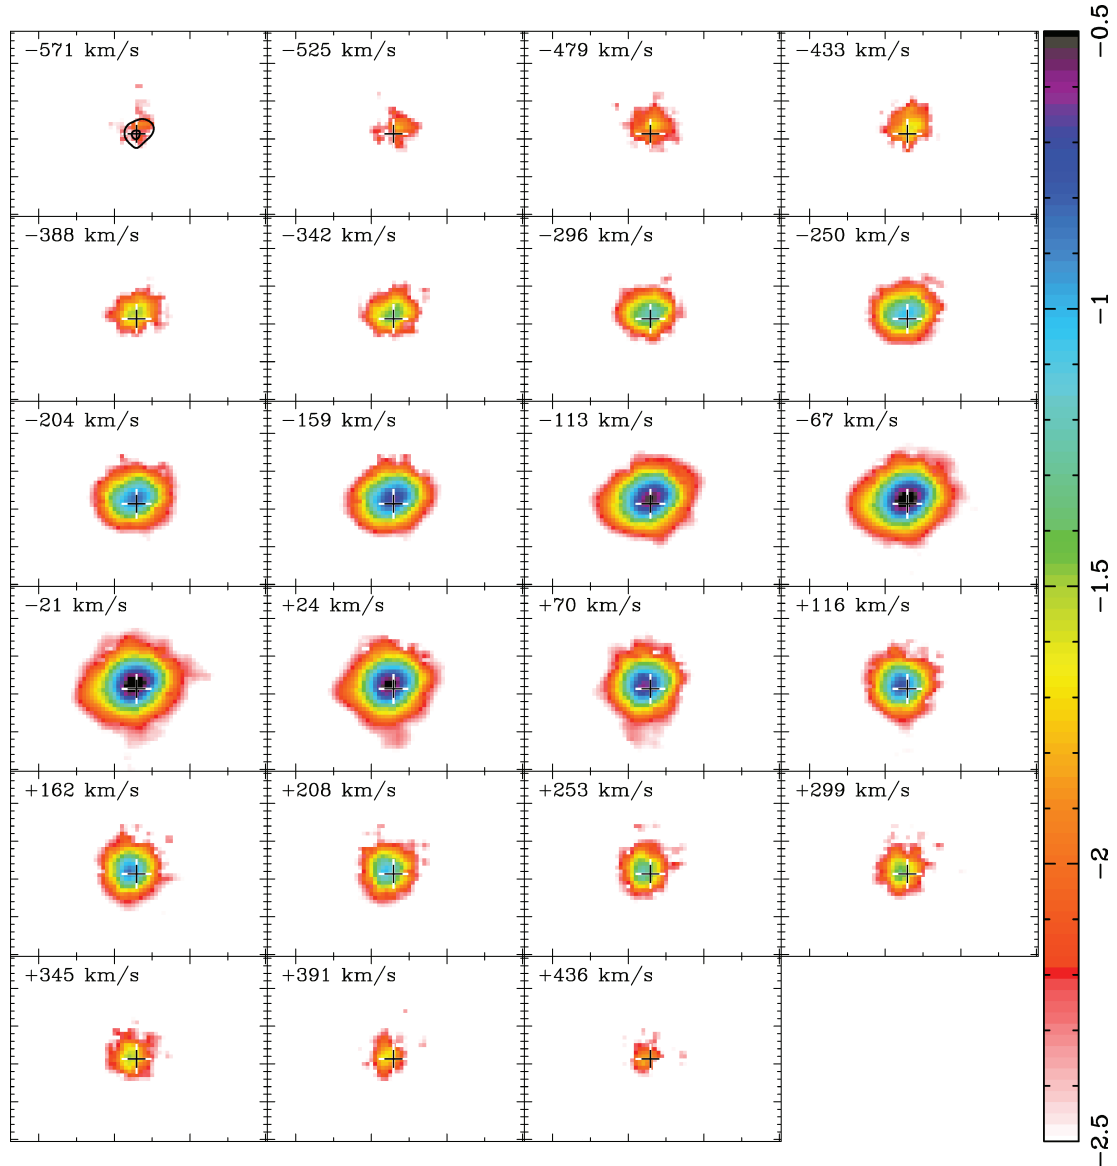 −571 km/s
−525 km/s
−479 km/s
−433 km/s
−388 km/s
−342 km/s
−296 km/s
−250 km/s
−204 km/s
−159 km/s
−113 km/s
−67 km/s
−21 km/s
+24 km/s
+70 km/s
+116 km/s
+162 km/s
+208 km/s
+253 km/s
+299 km/s
+345 km/s
+391 km/s
+436 km/s
−0.5
−1
−1.5
−2
−2.5